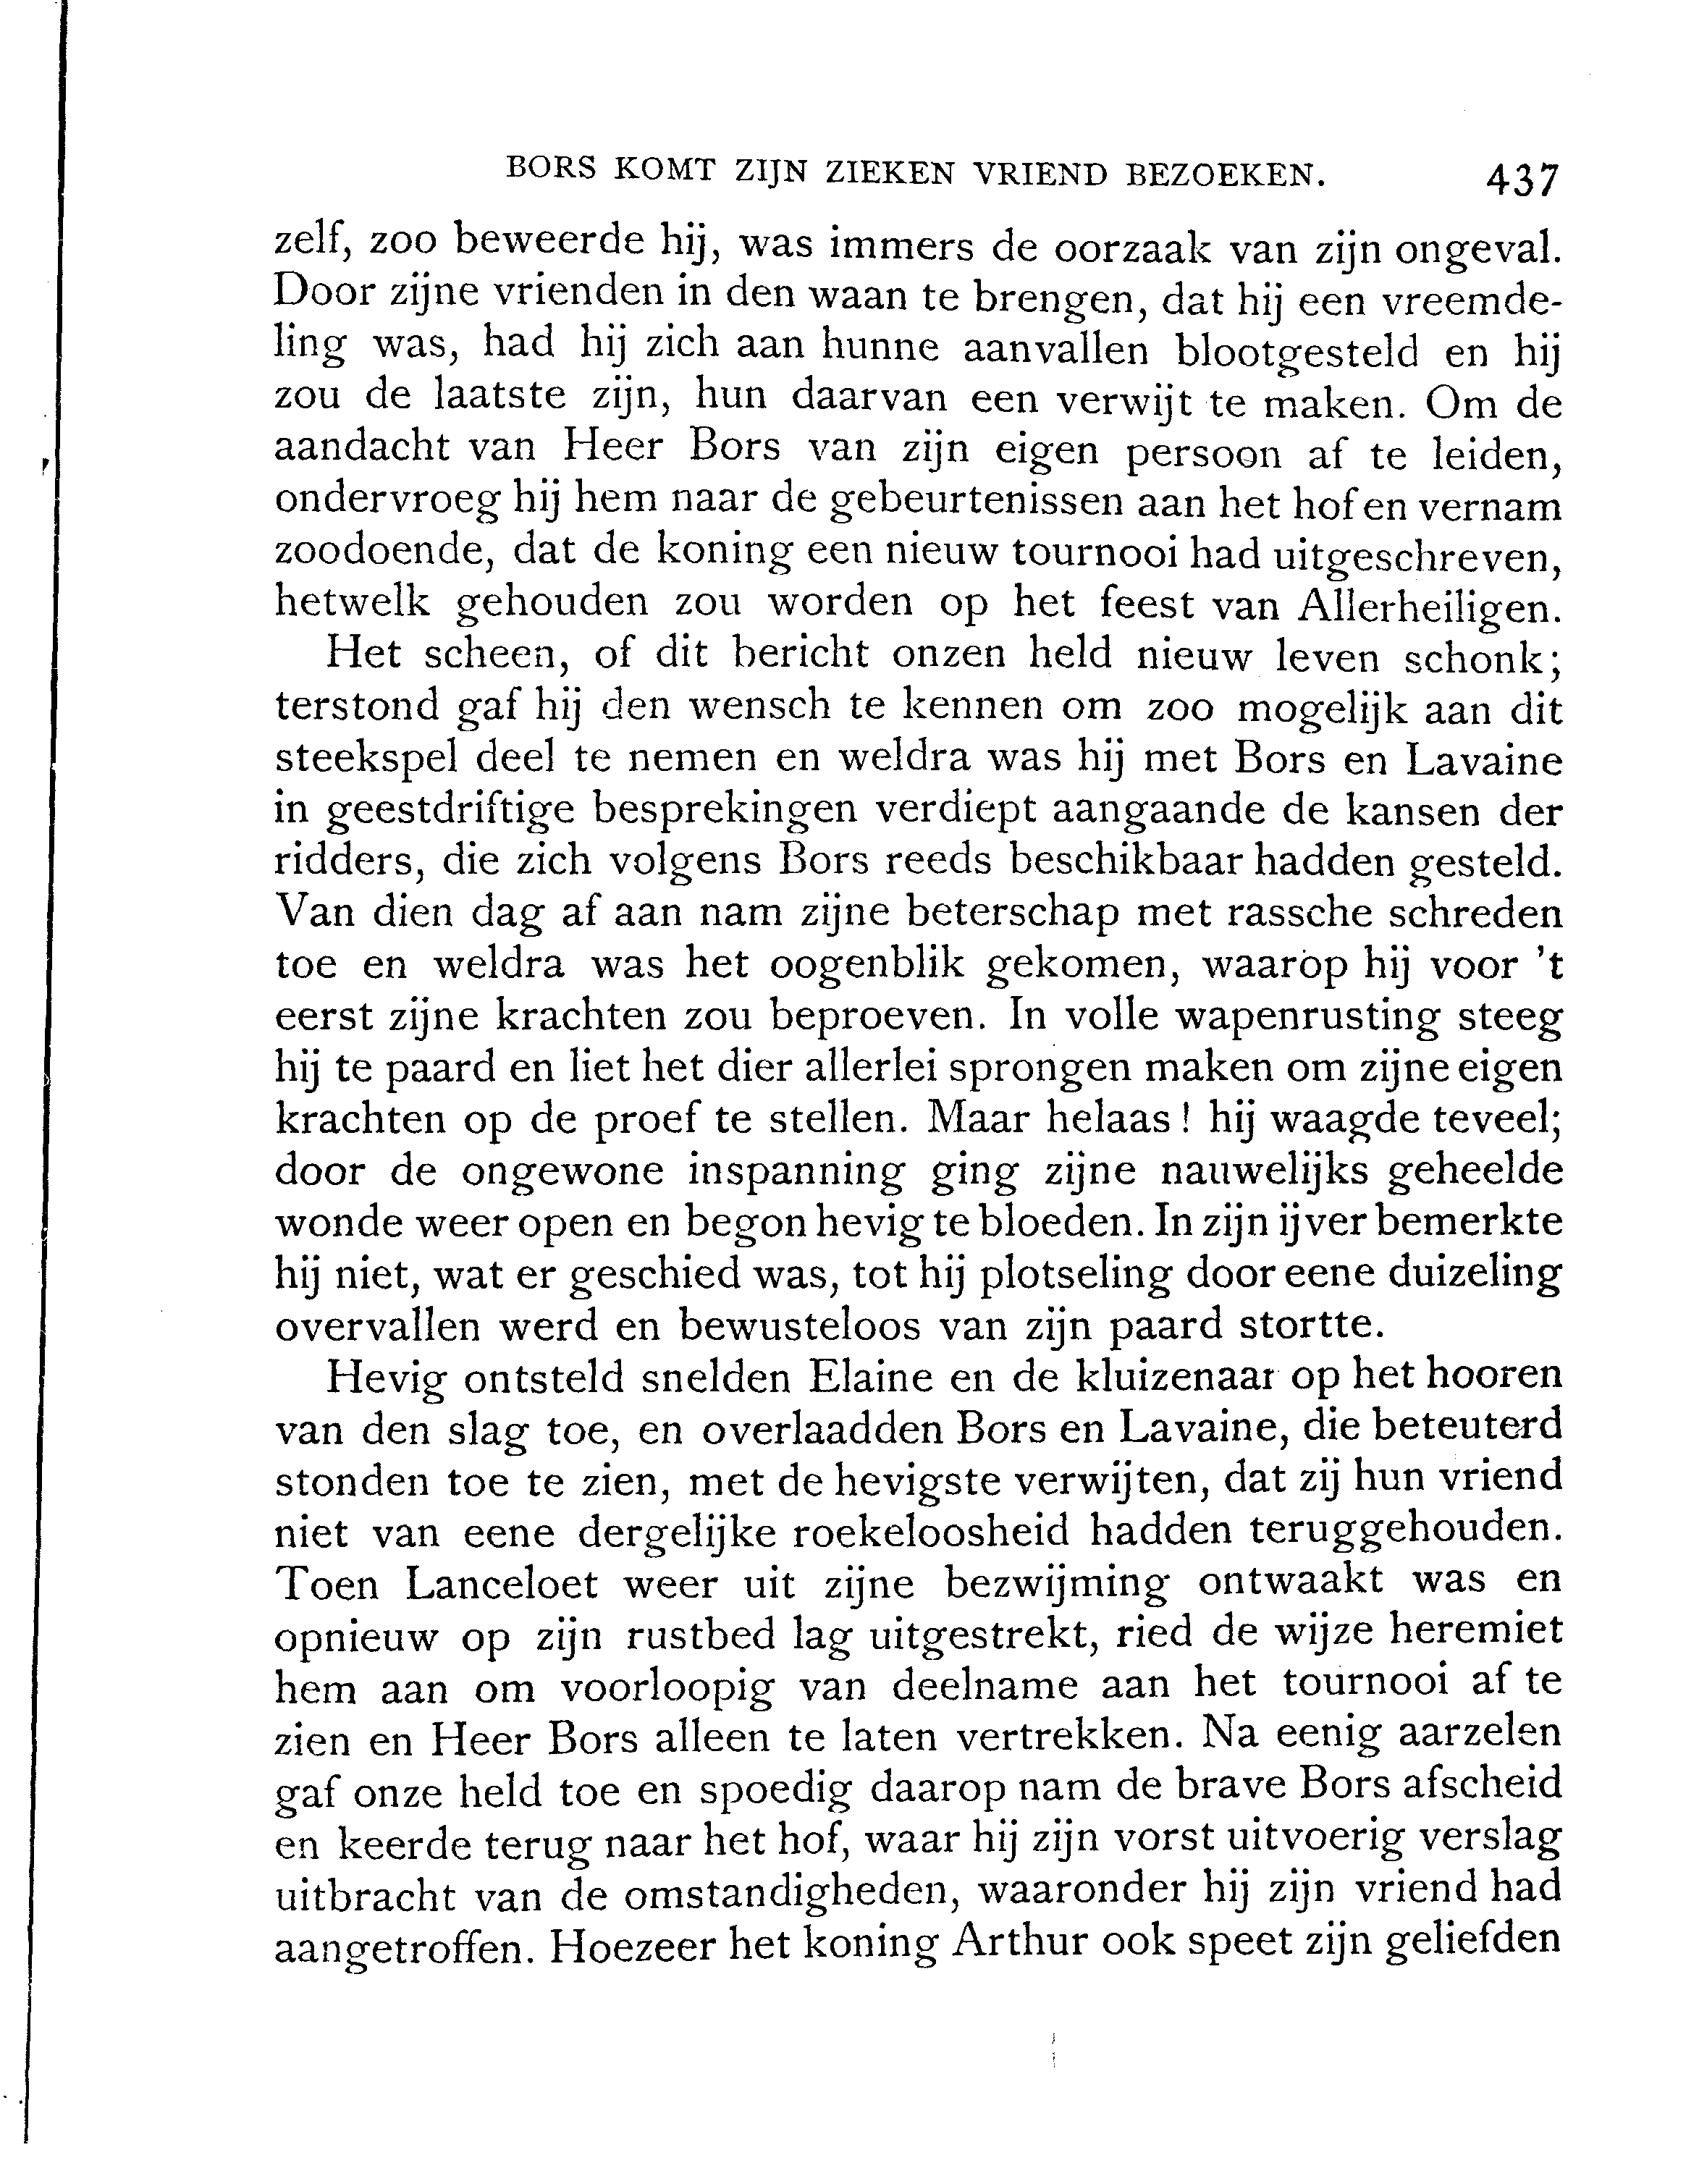 BORS KOMT ZIJN ZIEKEN VRIEND BEZOEKEN. 437
zelf, zoo beweerde hij, was immers de oorzaak van zijn ongeval.
Door zijne vrienden in den waan te brengen, dat hij een vreemde-
ling was, had hij zich aan hunne aanvallen blootgesteld en hij
zou de laatste zijn, hun daarvan een verwijt te maken. Om de
aandacht van Heer Bors van zijn eigen persoon af te leiden,
ondervroeg hij hem naar de gebeurtenissen aan het hof en vernam
zoodoende, dat de koning een nieuw tournooi had uitgeschreven,
hetwelk gehouden zou worden op het feest van Allerheiligen.
Het scheen, of dit bericht onzen held nieuw leven schonk;
terstond gaf hij den wensch te kennen om zoo mogelijk aan dit
steekspel deel te nemen en weldra was hij met Bors en Lavaine
in geestdriftige besprekingen verdiept aangaande de kansen der
ridders, die zich volgens Bors reeds beschikbaar hadden gesteld.
Van dien dag af aan nam zijne beterschap met rassche schreden
toe en weldra was het oogenblik gekomen, waarop hij voor 't
eerst zijne krachten zou beproeven. In volle wapenrusting steeg
hij te paard en liet het dier allerlei sprongen maken om zijne eigen
krachten op de proef te stellen. Maar helaas! hij waagde teveel;
door de ongewone inspanning ging zijne nauwelijks geheelde
wonde weer open en begon hevig te bloeden. In zijn ijver bemerkte
hij niet, wat er geschied was, tot hij plotseling door eene duizeling
overvallen werd en bewusteloos van zijn paard stortte.
Hevig ontsteld snelden Elaine en de kluizenaar op het hooren
van den slag toe, en overlaadden Bors en Lavaine, die beteuterd
stonden toe te zien, met de hevigste verwijten, dat zij hun vriend
niet van eene dergelijke roekeloosheid hadden teruggehouden.
Toen Lanceloet weer uit zijne bezwijming ontwaakt was en
opnieuw op zijn rustbed lag uitgestrekt, ried de wijze heremiet
hem aan om voorloopig van deelname aan het tournooi af te
zien en Heer Bors alleen te laten vertrekken. Na eenig aarzelen
gaf onze held toe en spoedig daarop nam de brave Bors afscheid
en keerde terug naar het hof, waar hij zijn vorst uitvoerig verslag
uitbracht van de omstandigheden, waaronder hij zijn vriend had
aangetroffen. Hoezeer het koning Arthur ook speet zijn geliefden